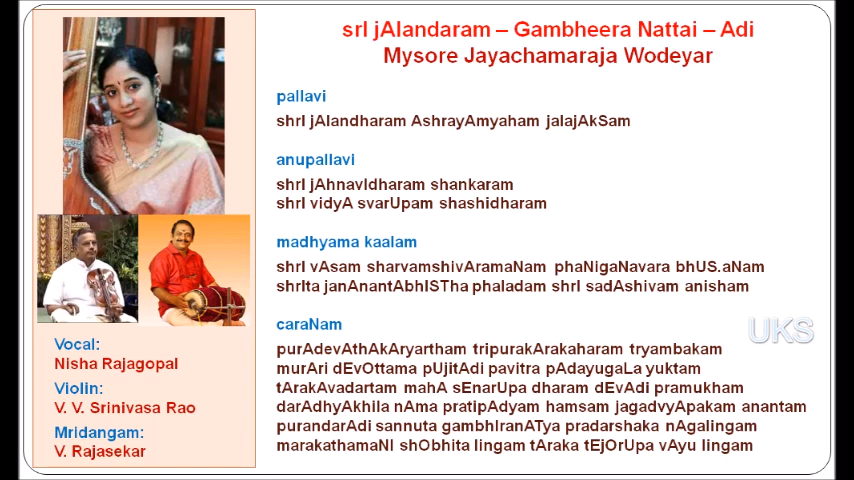 srI jAlandaram – Gambheera Nattai – Adi
Mysore Jayachamaraja Wodeyar
pallavi
shrI jAlandharam AshrayAmyaham jalajAkSam
anupallavi
shrI jAhnavIdharam shankaram
shrI vidyA svarUpam shashidharam
madhyama kaalam
shrI vAsam sharvamshivAramaNam phaNigaNavara bhUS.aNam
shrIta janAnantAbhISTha phaladam shrI sadAshivam anisham
caraNam
purAdevAthAkAryartham tripurakArakaharam tryambakam
murAri dEvOttama pUjitAdi pavitra pAdayugaLa yuktam
tArakAvadartam mahA sEnarUpa dharam dEvAdi pramukham
darAdhyAkhila nAma pratipAdyam hamsam jagadvyApakam anantam
purandarAdi sannuta gambhIranATya pradarshaka nAgalingam
marakathamaNI shObhita lingam tAraka tEjOrUpa vAyu lingam
UKS
Vocal:
Nisha Rajagopal
Violin:
V. V. Srinivasa Rao
Mridangam:
V. Rajasekar